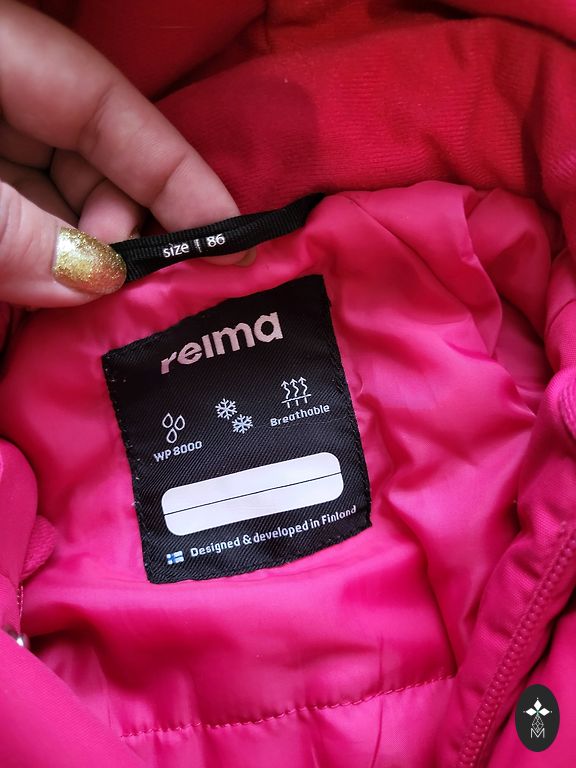 size 86
reima
WP 8000
Breathable
Designed & developed in Finland
M